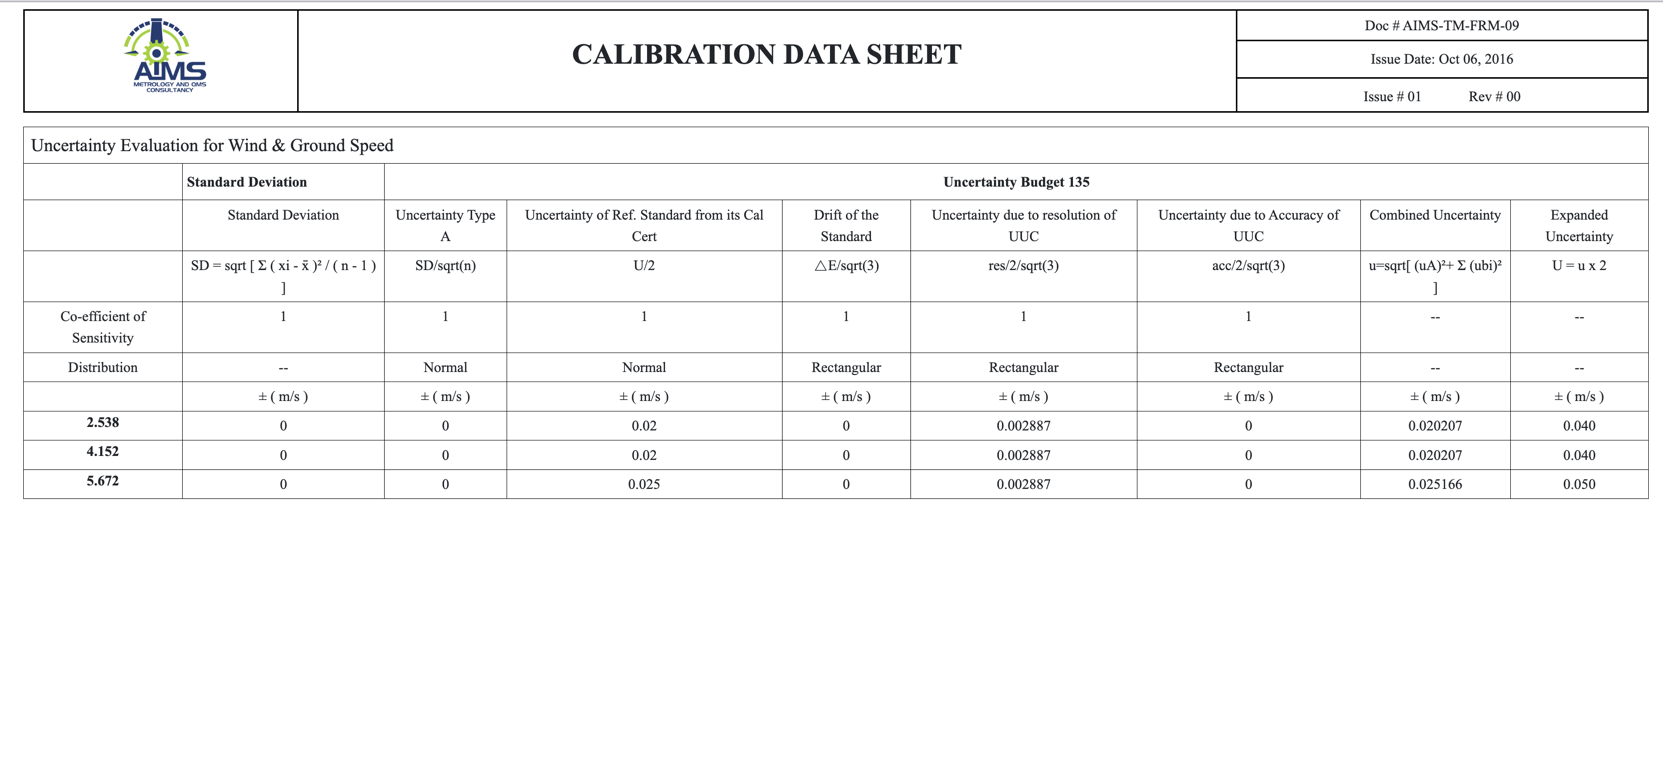 AIMS
METROLOGY AND QMS
CONSULTANCY
CALIBRATION DATA SHEET
Doc # AIMS-TM-FRM-09
Issue Date: Oct 06, 2016
Issue # 01 Rev # 00
Uncertainty Evaluation for Wind & Ground Speed
Standard Deviation Uncertainty Budget 135
Standard Deviation Uncertainty Type Uncertainty of Ref. Standard from its Cal Drift of the Uncertainty due to resolution of Uncertainty due to Accuracy of Combined Uncertainty Expanded
A Cert Standard UUC UUC Uncertainty
SD = sqrt [ Σ ( xi - x̄ )² / ( n - 1 ) SD/sqrt(n) U/2 △E/sqrt(3) res/2/sqrt(3) acc/2/sqrt(3) u=sqrt[ (uA)²+ Σ (ubi)² U = u x 2
] ]
Co-efficient of 1 1 1 1 1 1 -- --
Sensitivity
Distribution -- Normal Normal Rectangular Rectangular Rectangular -- --
± ( m/s ) ± ( m/s ) ± ( m/s ) ± ( m/s ) ± ( m/s ) ± ( m/s ) ± ( m/s ) ± ( m/s )
2.538 0 0 0.02 0 0.002887 0 0.020207 0.040
4.152 0 0 0.02 0 0.002887 0 0.020207 0.040
5.672 0 0 0.025 0 0.002887 0 0.025166 0.050